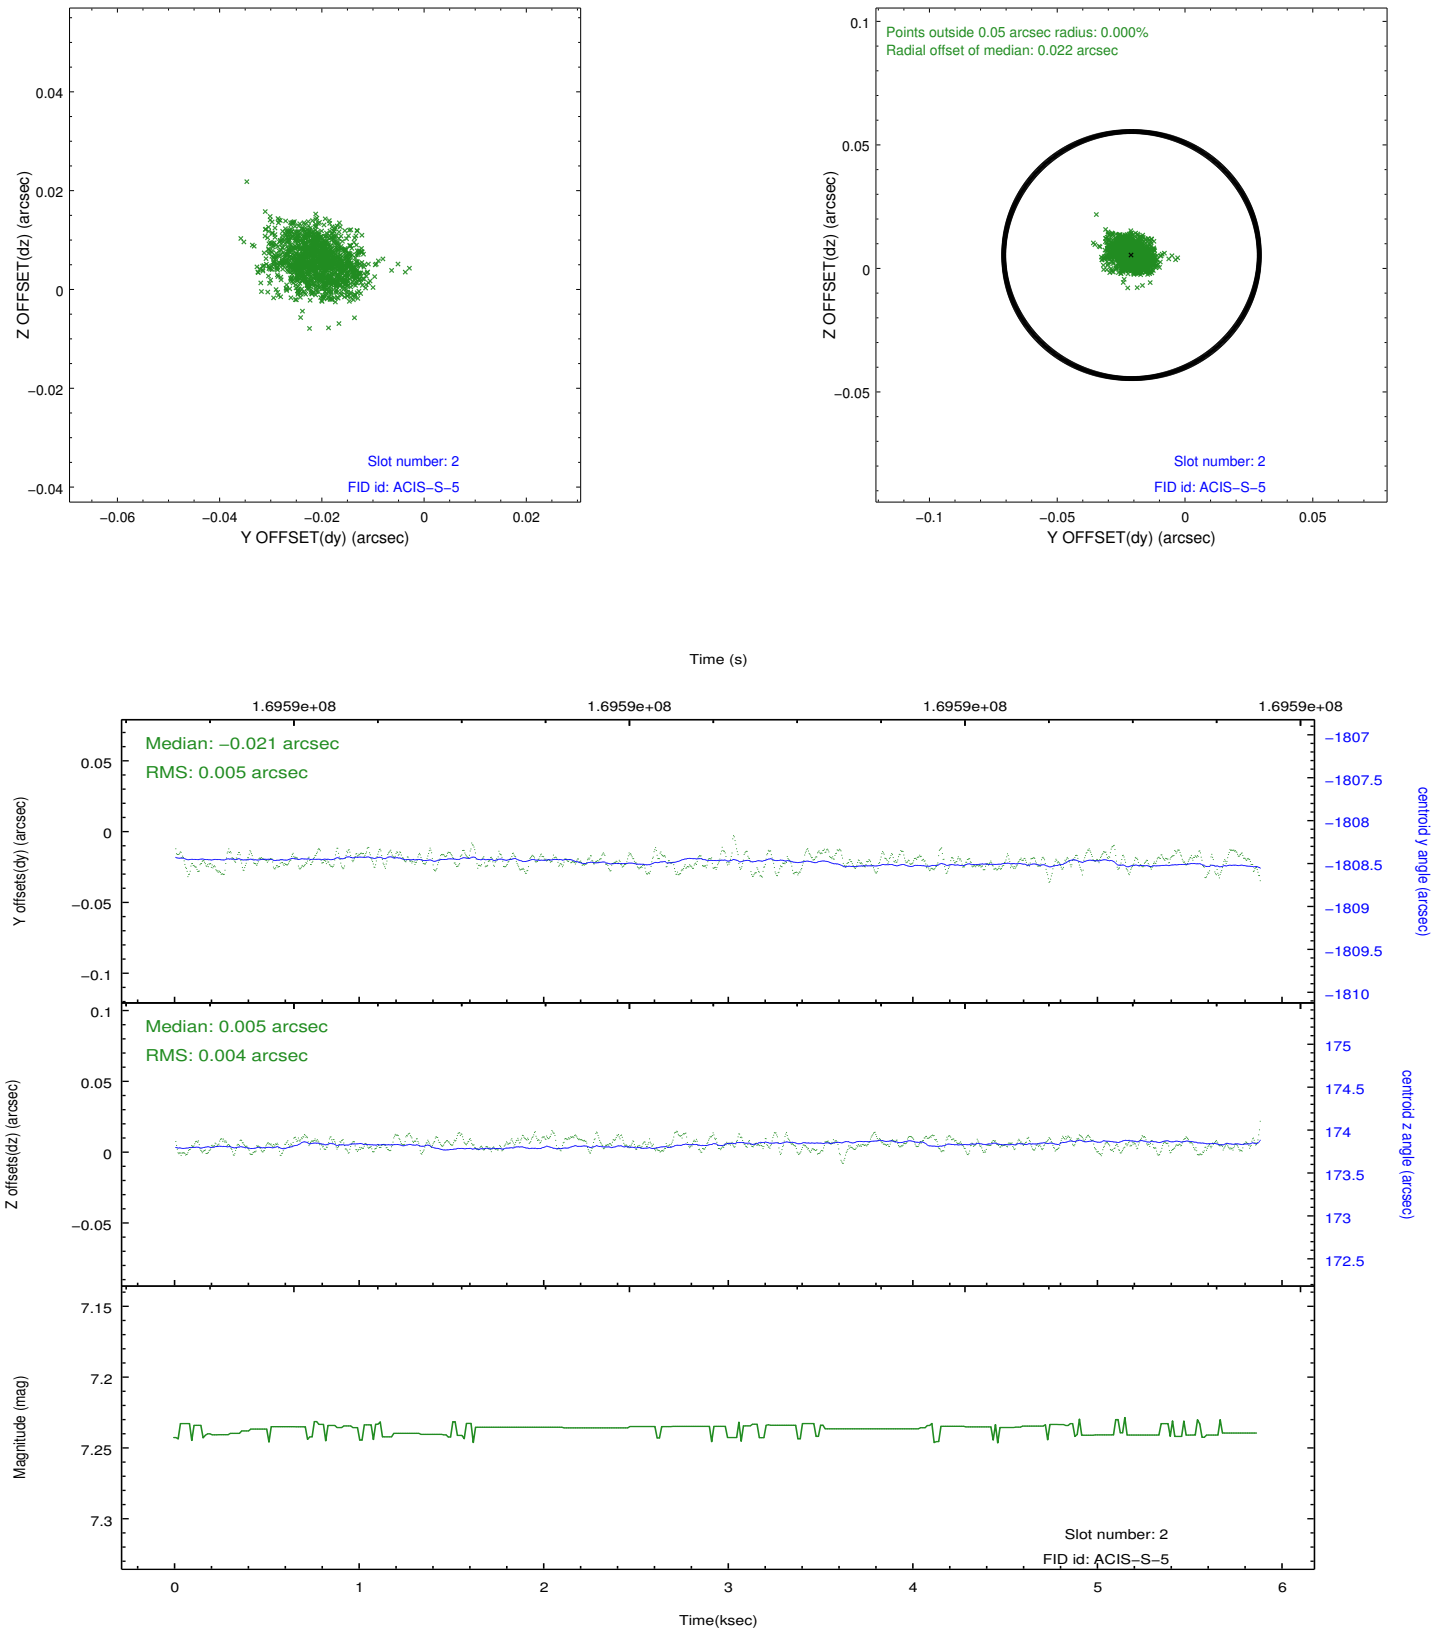 0.04
0.02
0
−0.02
−0.04
Z OFFSET(dz) (arcsec)
Slot number: 2
FID id: ACIS−S−5
−0.06
−0.04
−0.02
0
0.02
Y OFFSET(dy) (arcsec)
Points outside 0.05 arcsec radius: 0.000%
Radial offset of median: 0.022 arcsec
0.1
0.05
0
−0.05
Z OFFSET(dz) (arcsec)
Slot number: 2
FID id: ACIS−S−5
−0.1
−0.05
0
0.05
Y OFFSET(dy) (arcsec)
Time (s)
1.6959e+08
1.6959e+08
1.6959e+08
1.6959e+08
Median: −0.021 arcsec
RMS: 0.005 arcsec
0.05
0
−0.05
−0.1
Y offsets(dy) (arcsec)
−1807
−1807.5
−1808
−1808.5
−1809
−1809.5
−1810
centroid y angle (arcsec)
Median: 0.005 arcsec
RMS: 0.004 arcsec
0.1
0.05
0
−0.05
Z offsets(dz) (arcsec)
175
174.5
174
173.5
173
172.5
centroid z angle (arcsec)
7.15
7.2
7.25
7.3
Magnitude (mag)
Slot number: 2
FID id: ACIS−S−5
0
1
2
3
4
5
6
Time(ksec)